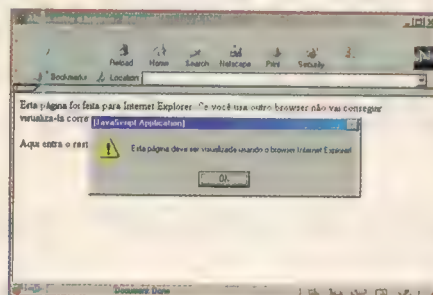 Reload Home Search Netscape Print Security
Bookmarks Location
Esta página foi feita para Internet Explorer. Se você usa outro browser não vai conseguir
visualiza-la corre
[JavaScript Application]
Aqui entra o rest
Esta página deve ser visualizada usando o browser Internet Explorer!
OK
Document: Done